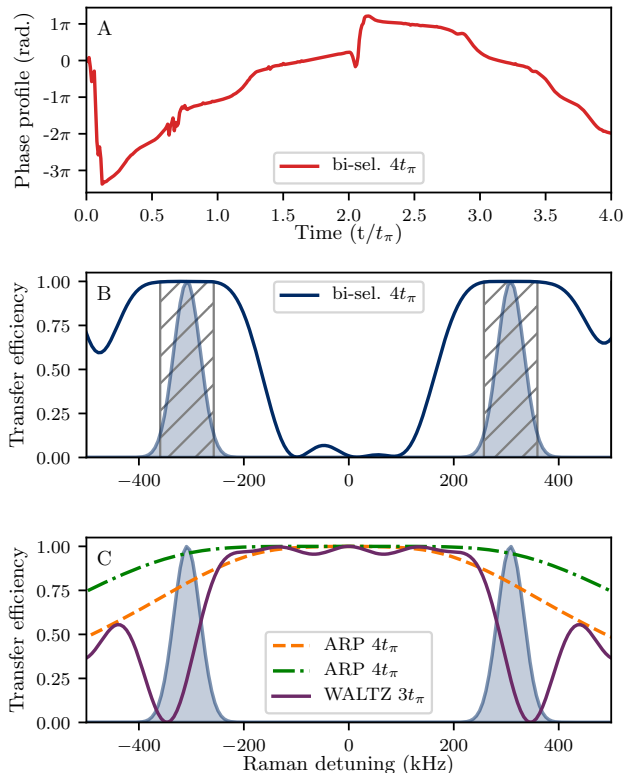 A
Phase profile (rad.)
1π
0
-1π
-2π
-3π
bi-sel. 4tπ
0.0 0.5 1.0 1.5 2.0 2.5 3.0 3.5 4.0
Time (t/tπ)
B
Transfer efficiency
1.00
0.75
0.50
0.25
0.00
bi-sel. 4tπ
−400 −200 0 200 400
C
Transfer efficiency
1.00
0.75
0.50
0.25
0.00
ARP 4tπ
ARP 4tπ
WALTZ 3tπ
−400 −200 0 200 400
Raman detuning (kHz)